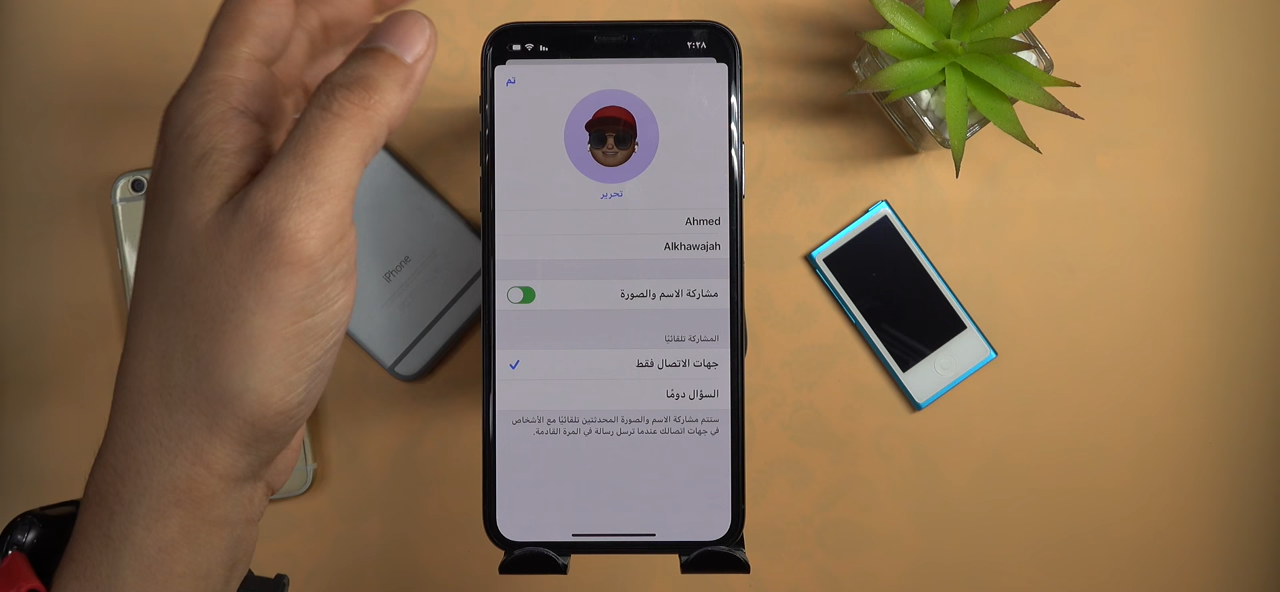 ٢:٢٨
تم
تحرير
Ahmed
Alkhawajah
مشاركة الاسم والصورة
المشاركة تلقائيًا
جهات الاتصال فقط
السؤال دومًا
ستتم مشاركة الاسم والصورة المحدثتين تلقائيًا مع الأشخاص
في جهات اتصالك عندما ترسل رسالة في المرة القادمة.
iPhone